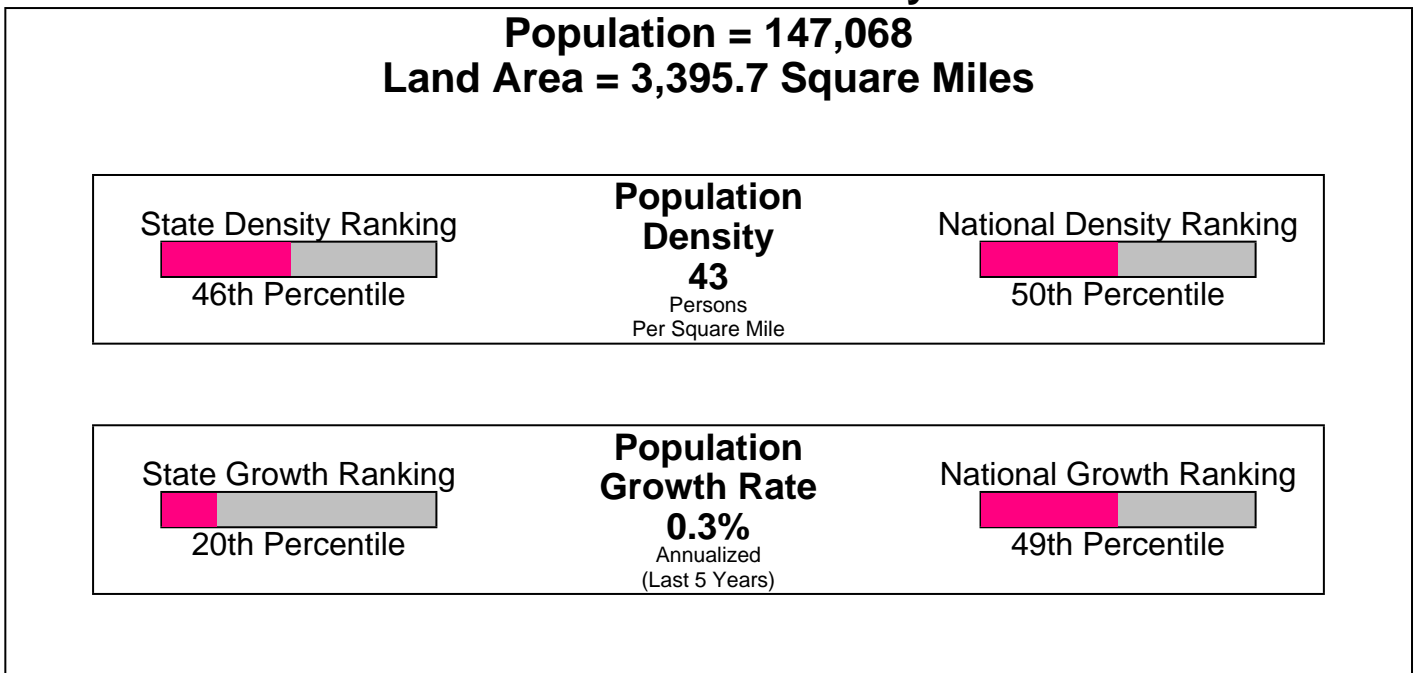 Population = 147,068
Land Area = 3,395.7 Square Miles
Population
Density
43
Persons
Per Square Mile
State Density Ranking
46th Percentile
National Density Ranking
50th Percentile
Population
Growth Rate
0.3%
Annualized
(Last 5 Years)
State Growth Ranking
20th Percentile
National Growth Ranking
49th Percentile